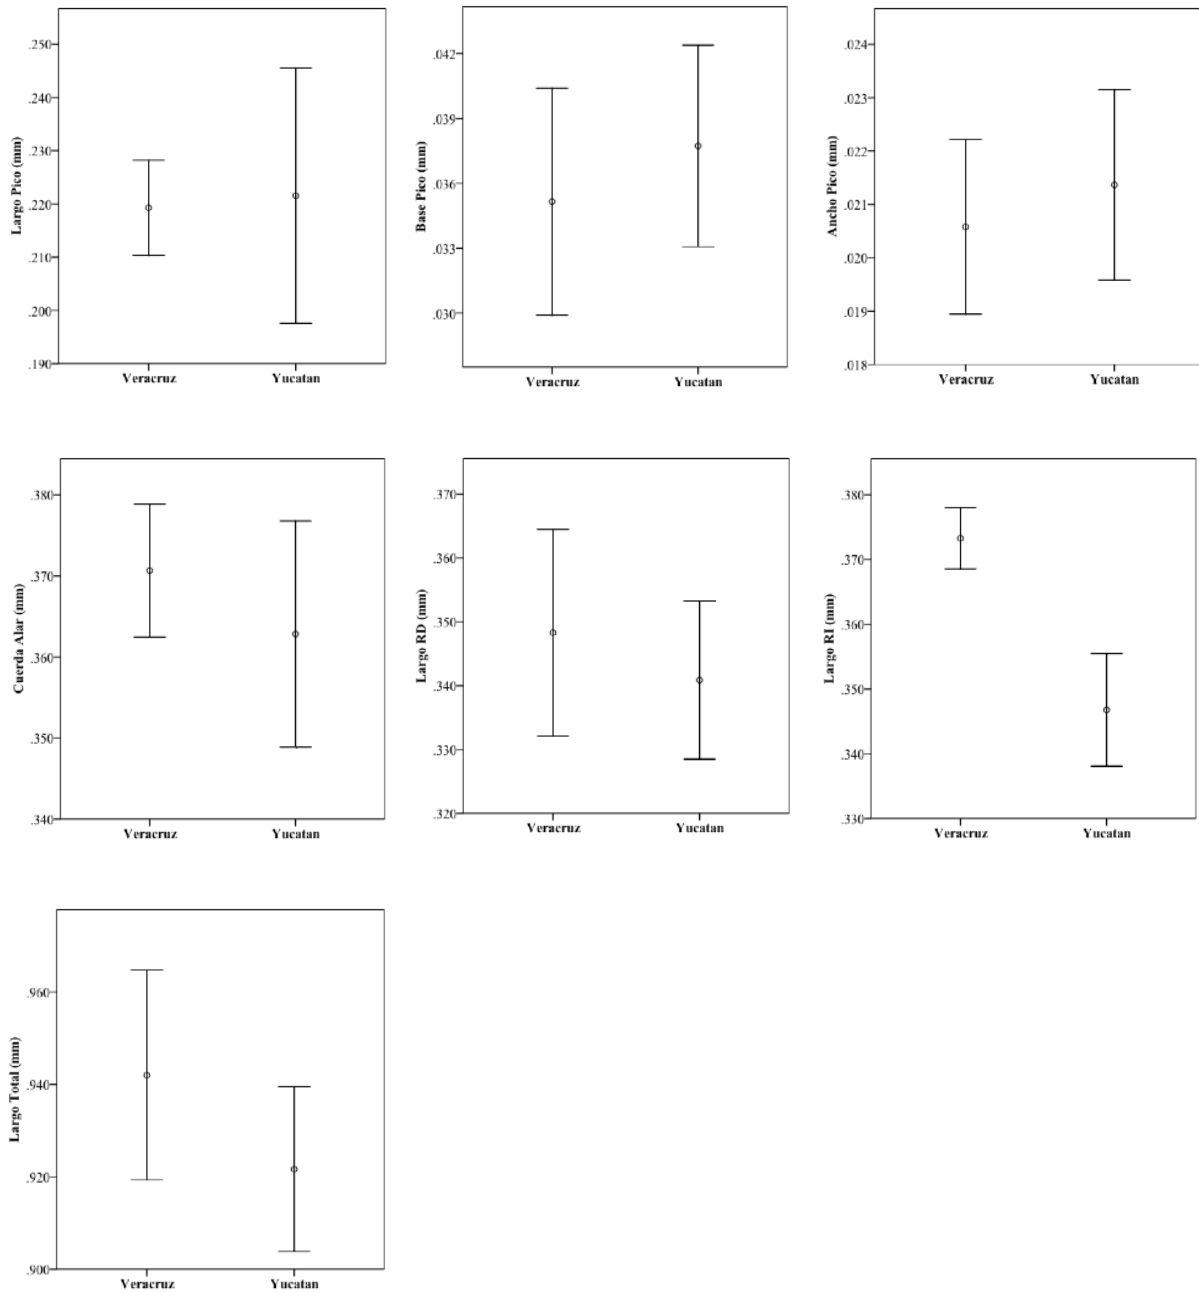 Largo Pico (mm)
.250
.240
.230
.220
.210
.200
.190
Veracruz Yucatan
Base Pico (mm)
.042
.039
.036
.033
.030
Veracruz Yucatan
Ancho Pico (mm)
.024
.023
.022
.021
.020
.019
.018
Veracruz Yucatan
Cuerda Alar (mm)
.380
.370
.360
.350
.340
Veracruz Yucatan
Largo RD (mm)
.370
.360
.350
.340
.330
.320
Veracruz Yucatan
Largo RI (mm)
.380
.370
.360
.350
.340
.330
Veracruz Yucatan
Largo Total (mm)
.960
.940
.920
.900
Veracruz Yucatan